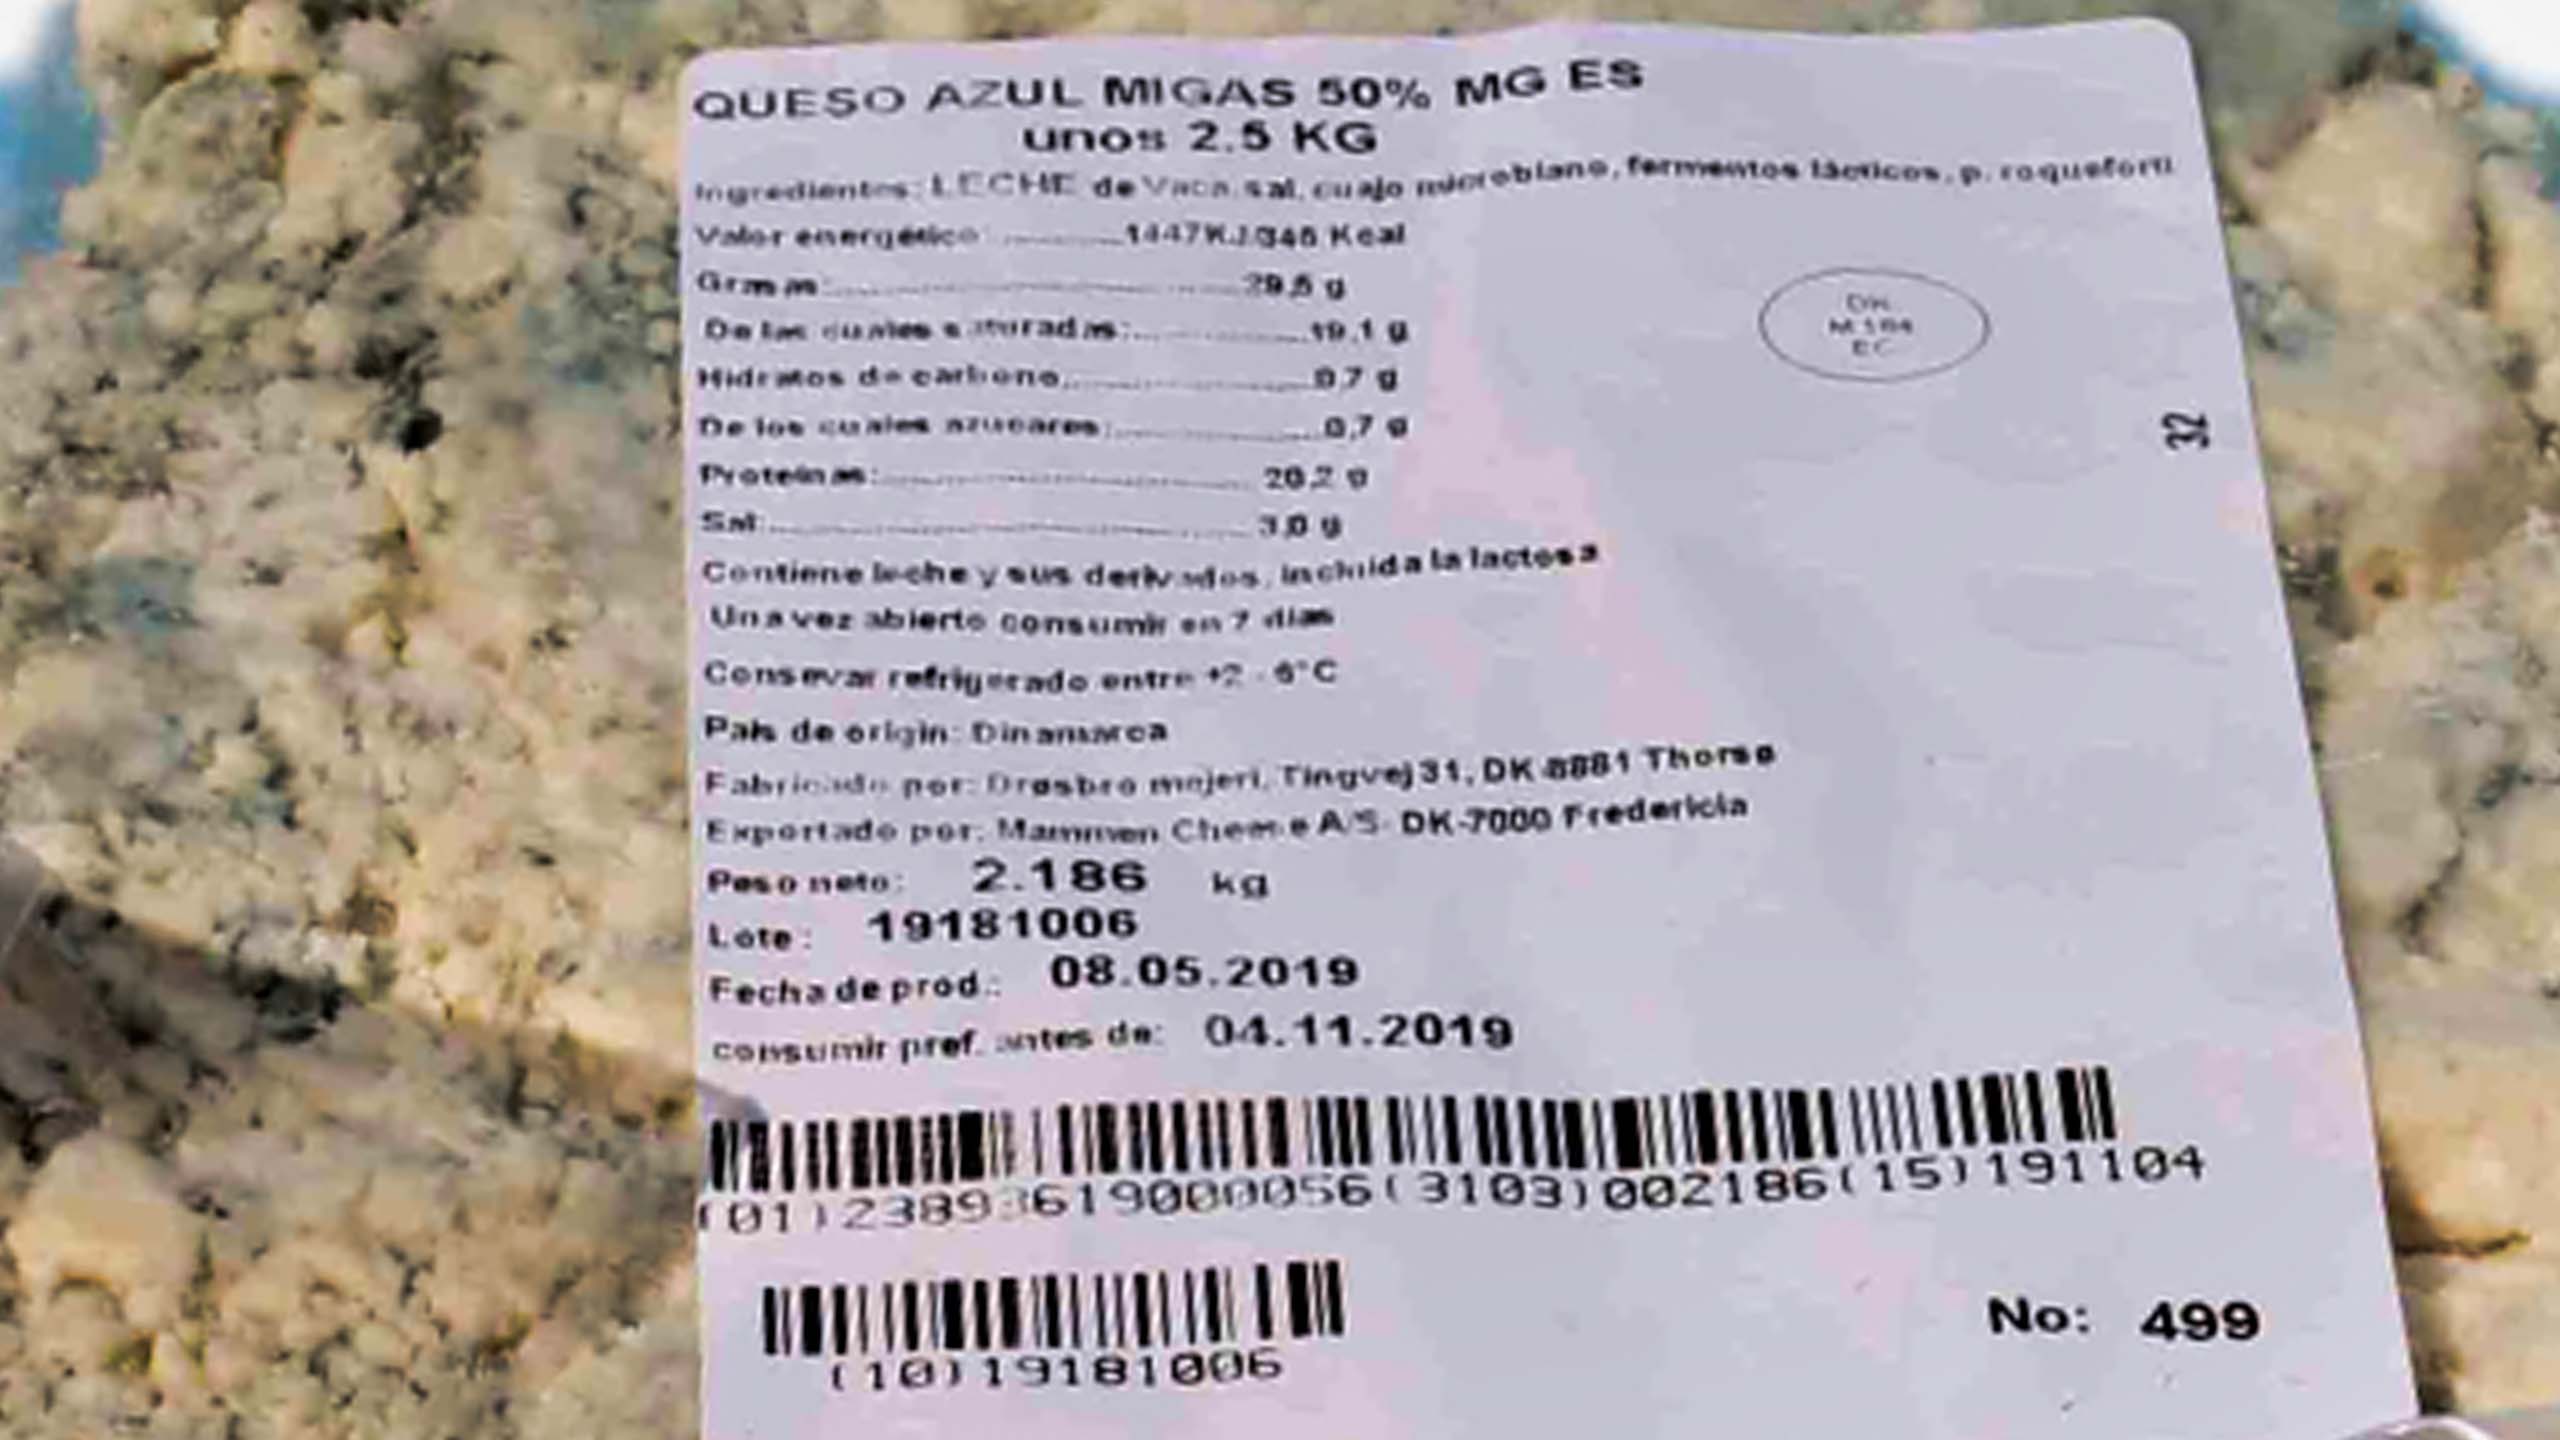 QUESO AZUL MIGAS 50% MG ES
unos 2.5 KG
Ingredientes: LECHE de Vaca, sal, cuajo microbiano, fermentos lácticos, p. roqueforti
Valor energético: 1447KJ/348 Kcal
Grasas: 29,5 g
De las cuales saturadas: 19,1 g
Hidratos de carbono 0,7 g
De los cuales azucares: 0,7 g
Proteinas: 20,2 g
Sal: 3,0 g
Contiene leche y sus derivados, incluida la lactosa
Una vez abierto consumir en 7 dias
Consevar refrigerado entre +2 - 6°C
Pais de origin: Dinamarca
Fabricado por: Drøsbro mejeri, Tingvej 31, DK-8881 Thorsø
Exportado por: Mammen Cheese A/S DK-7000 Fredericia
Peso neto: 2.186 kg
Lote: 19181006
Fecha de prod.: 08.05.2019
consumir pref. antes de: 04.11.2019
(01)23893619000056(3103)002186(15)191104
(10)19181006
No: 499
DK
EC
32